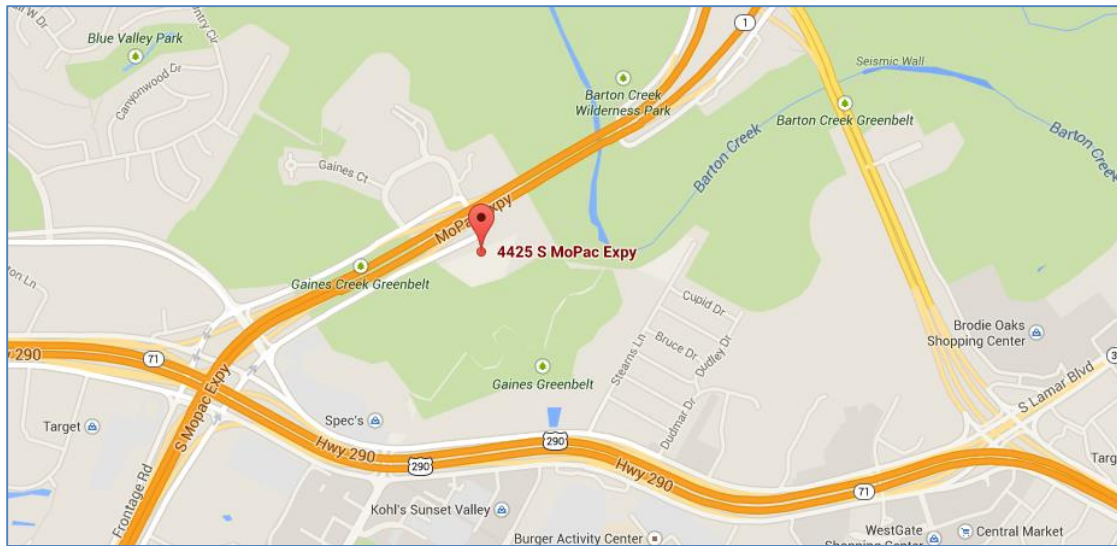 Blue Valley Park
Canyonwood Dr
Gaines Ct
Barton Creek
Wilderness Park
1
Seismic Wall
Barton Creek Greenbelt
Barton Creek
Barton Creek
MoPac Expy
4425 S MoPac Expy
Gaines Creek Greenbelt
Cupid Dr
Bruce Dr
Dudley Dr
Stearns Ln
Dudmar Dr
Gaines Greenbelt
Brodie Oaks
Shopping Center
S Lamar Blvd
290
71
S Mopac Expy
Target
Spec's
Hwy 290
290
290
Hwy 290
71
Frontage Rd
Kohl's Sunset Valley
Burger Activity Center
WestGate
Shopping Center
Central Market